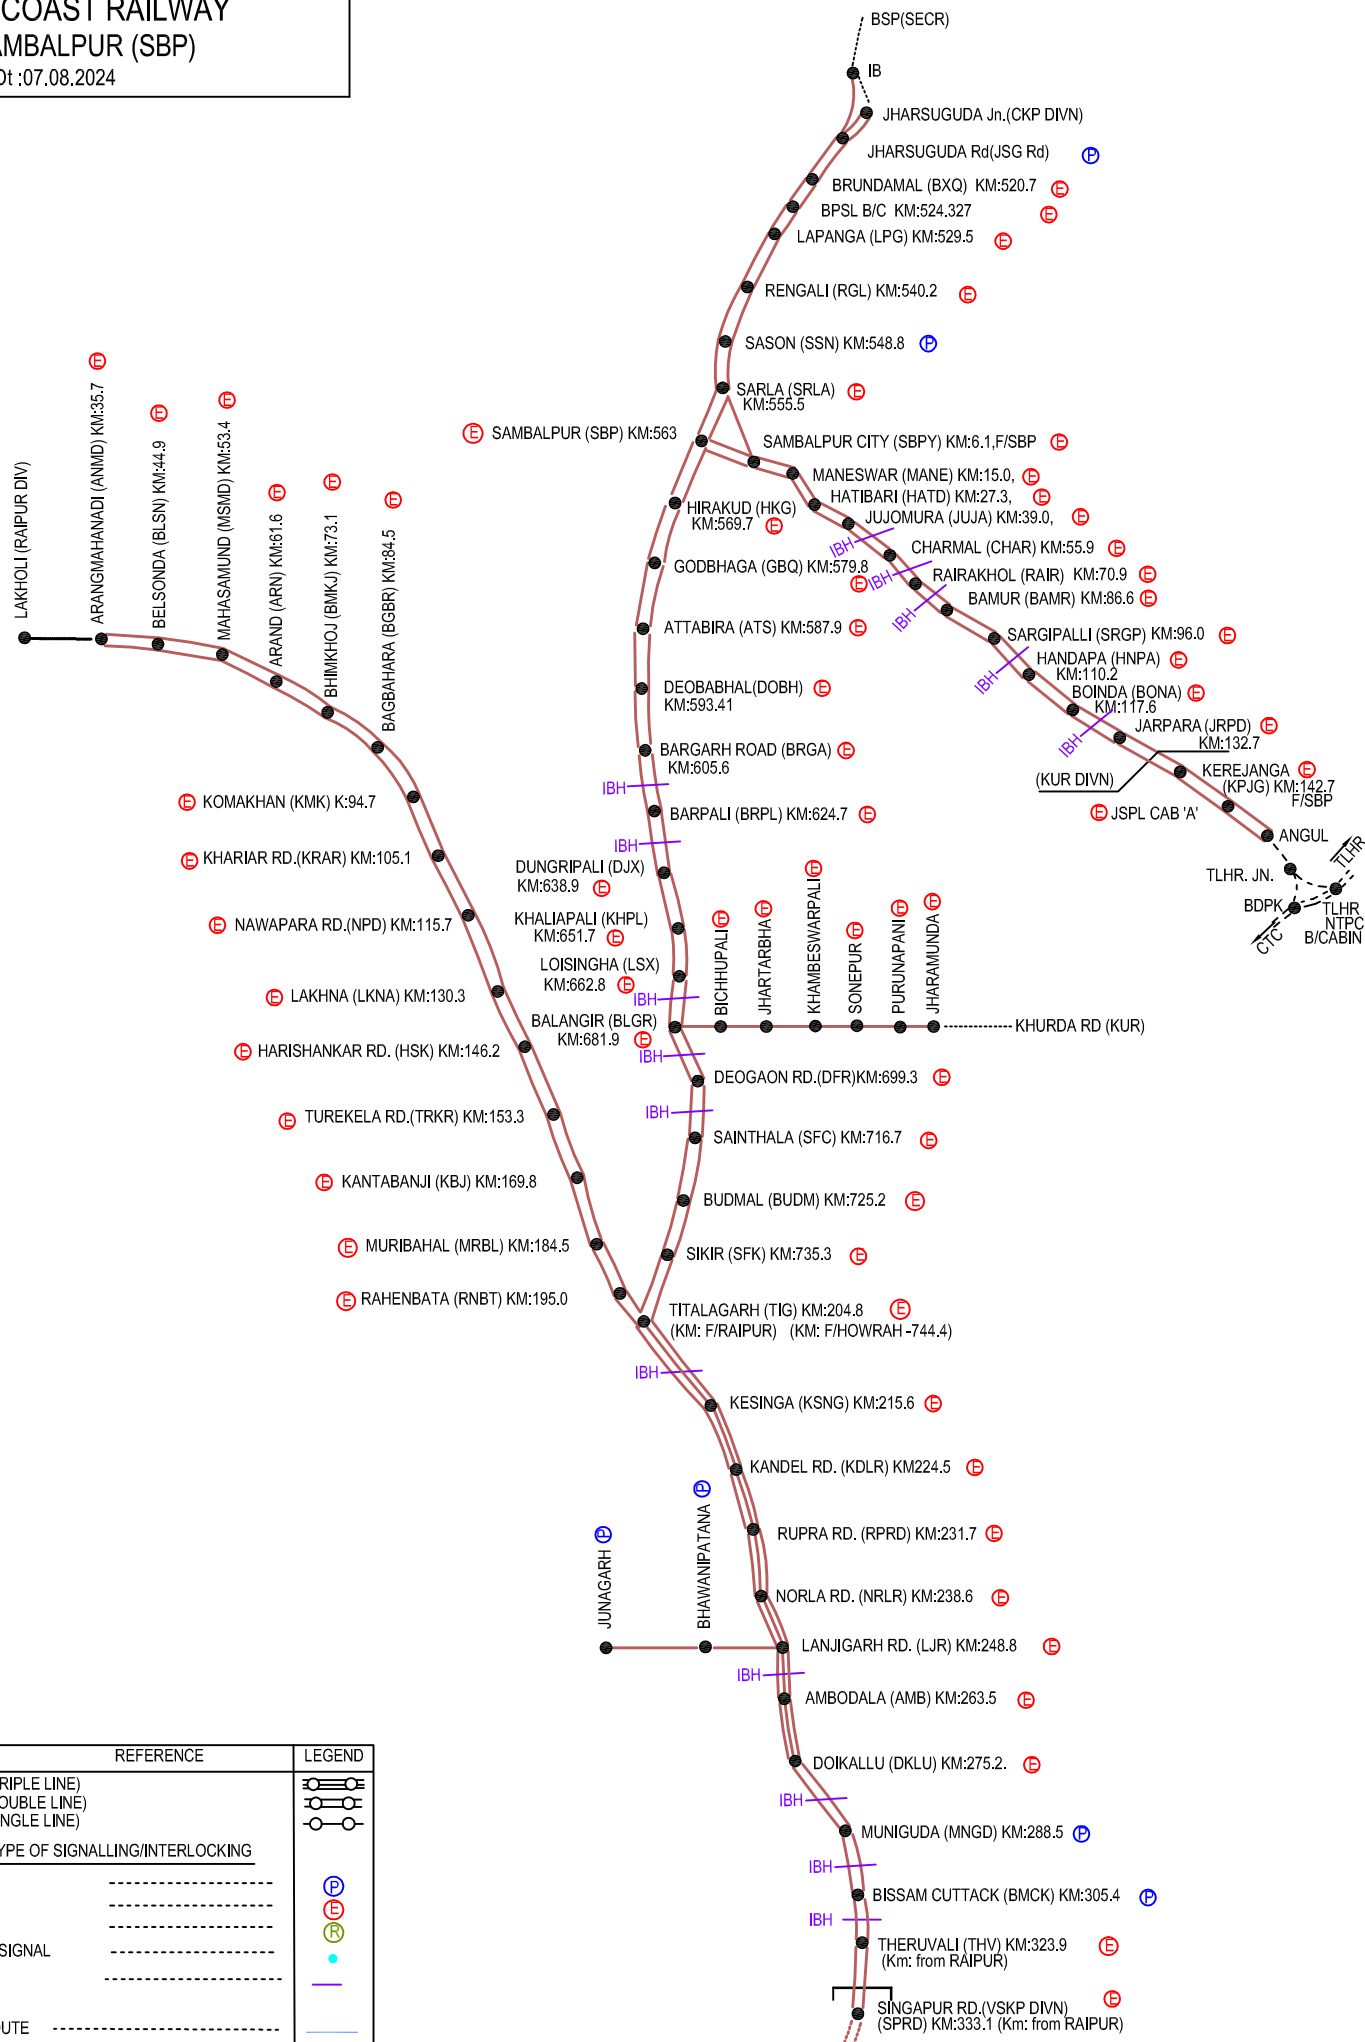 COAST RAILWAY
AMBALPUR (SBP)
Dt :07.08.2024
BSP(SECR)
IB
JHARSUGUDA Jn.(CKP DIVN)
JHARSUGUDA Rd(JSG Rd) P
BRUNDAMAL (BXQ) KM:520.7 E
BPSL B/C KM:524.327 E
LAPANGA (LPG) KM:529.5 E
RENGALI (RGL) KM:540.2 E
SASON (SSN) KM:548.8 P
SARLA (SRLA) E
KM:555.5
E SAMBALPUR (SBP) KM:563
SAMBALPUR CITY (SBPY) KM:6.1,F/SBP E
MANESWAR (MANE) KM:15.0, E
HATIBARI (HATD) KM:27.3, E
JUJOMURA (JUJA) KM:39.0, E
IBH
CHARMAL (CHAR) KM:55.9 E
IBH
RAIRAKHOL (RAIR) KM:70.9 E
IBH
BAMUR (BAMR) KM:86.6 E
SARGIPALLI (SRGP) KM:96.0 E
IBH
HANDAPA (HNPA) E
KM:110.2
BOINDA (BONA) E
KM:117.6
IBH
JARPARA (JRPD) E
KM:132.7
(KUR DIVN)
KEREJANGA E
(KPJG) KM:142.7
F/SBP
E JSPL CAB 'A'
ANGUL
TLHR
TLHR. JN.
BDPK
TLHR
NTPC
B/CABIN
CTC
HIRAKUD (HKG)
KM:569.7 E
GODBHAGA (GBQ) KM:579.8
E
ATTABIRA (ATS) KM:587.9 E
DEOBABHAL(DOBH) E
KM:593.41
BARGARH ROAD (BRGA) E
KM:605.6
IBH
BARPALI (BRPL) KM:624.7 E
IBH
DUNGRIPALI (DJX)
KM:638.9 E
KHALIAPALI (KHPL)
KM:651.7 E
LOISINGHA (LSX)
KM:662.8 E
IBH
BALANGIR (BLGR)
KM:681.9 E
IBH
BICHHUPALI E
JHARTARBHA E
KHAMBESWARPALI E
SONEPUR E
PURUNAPANI E
JHARAMUNDA E
KHURDA RD (KUR)
DEOGAON RD.(DFR)KM:699.3 E
IBH
SAINTHALA (SFC) KM:716.7 E
BUDMAL (BUDM) KM:725.2 E
SIKIR (SFK) KM:735.3 E
LAKHOLI (RAIPUR DIV)
ARANGMAHANADI (ANMD) KM:35.7 E
BELSONDA (BLSN) KM:44.9 E
MAHASAMUND (MSMD) KM:53.4 E
ARAND (ARN) KM:61.6 E
BHIMKHOJ (BMKJ) KM:73.1 E
BAGBAHARA (BGBR) KM:84.5 E
E KOMAKHAN (KMK) K:94.7
E KHARIAR RD.(KRAR) KM:105.1
E NAWAPARA RD.(NPD) KM:115.7
E LAKHNA (LKNA) KM:130.3
E HARISHANKAR RD. (HSK) KM:146.2
E TUREKELA RD.(TRKR) KM:153.3
E KANTABANJI (KBJ) KM:169.8
E MURIBAHAL (MRBL) KM:184.5
E RAHENBATA (RNBT) KM:195.0
TITALAGARH (TIG) KM:204.8 E
(KM: F/RAIPUR) (KM: F/HOWRAH -744.4)
IBH
KESINGA (KSNG) KM:215.6 E
KANDEL RD. (KDLR) KM224.5 E
RUPRA RD. (RPRD) KM:231.7 E
NORLA RD. (NRLR) KM:238.6 E
JUNAGARH P
BHAWANIPATANA P
LANJIGARH RD. (LJR) KM:248.8 E
IBH
AMBODALA (AMB) KM:263.5 E
DOIKALLU (DKLU) KM:275.2. E
IBH
MUNIGUDA (MNGD) KM:288.5 P
IBH
BISSAM CUTTACK (BMCK) KM:305.4 P
IBH
THERUVALI (THV) KM:323.9 E
(Km: from RAIPUR)
SINGAPUR RD.(VSKP DIVN) E
(SPRD) KM:333.1 (Km: from RAIPUR)
REFERENCE LEGEND
RIPLE LINE)
OUBLE LINE)
NGLE LINE)
YPE OF SIGNALLING/INTERLOCKING
P
E
R
SIGNAL
UTE